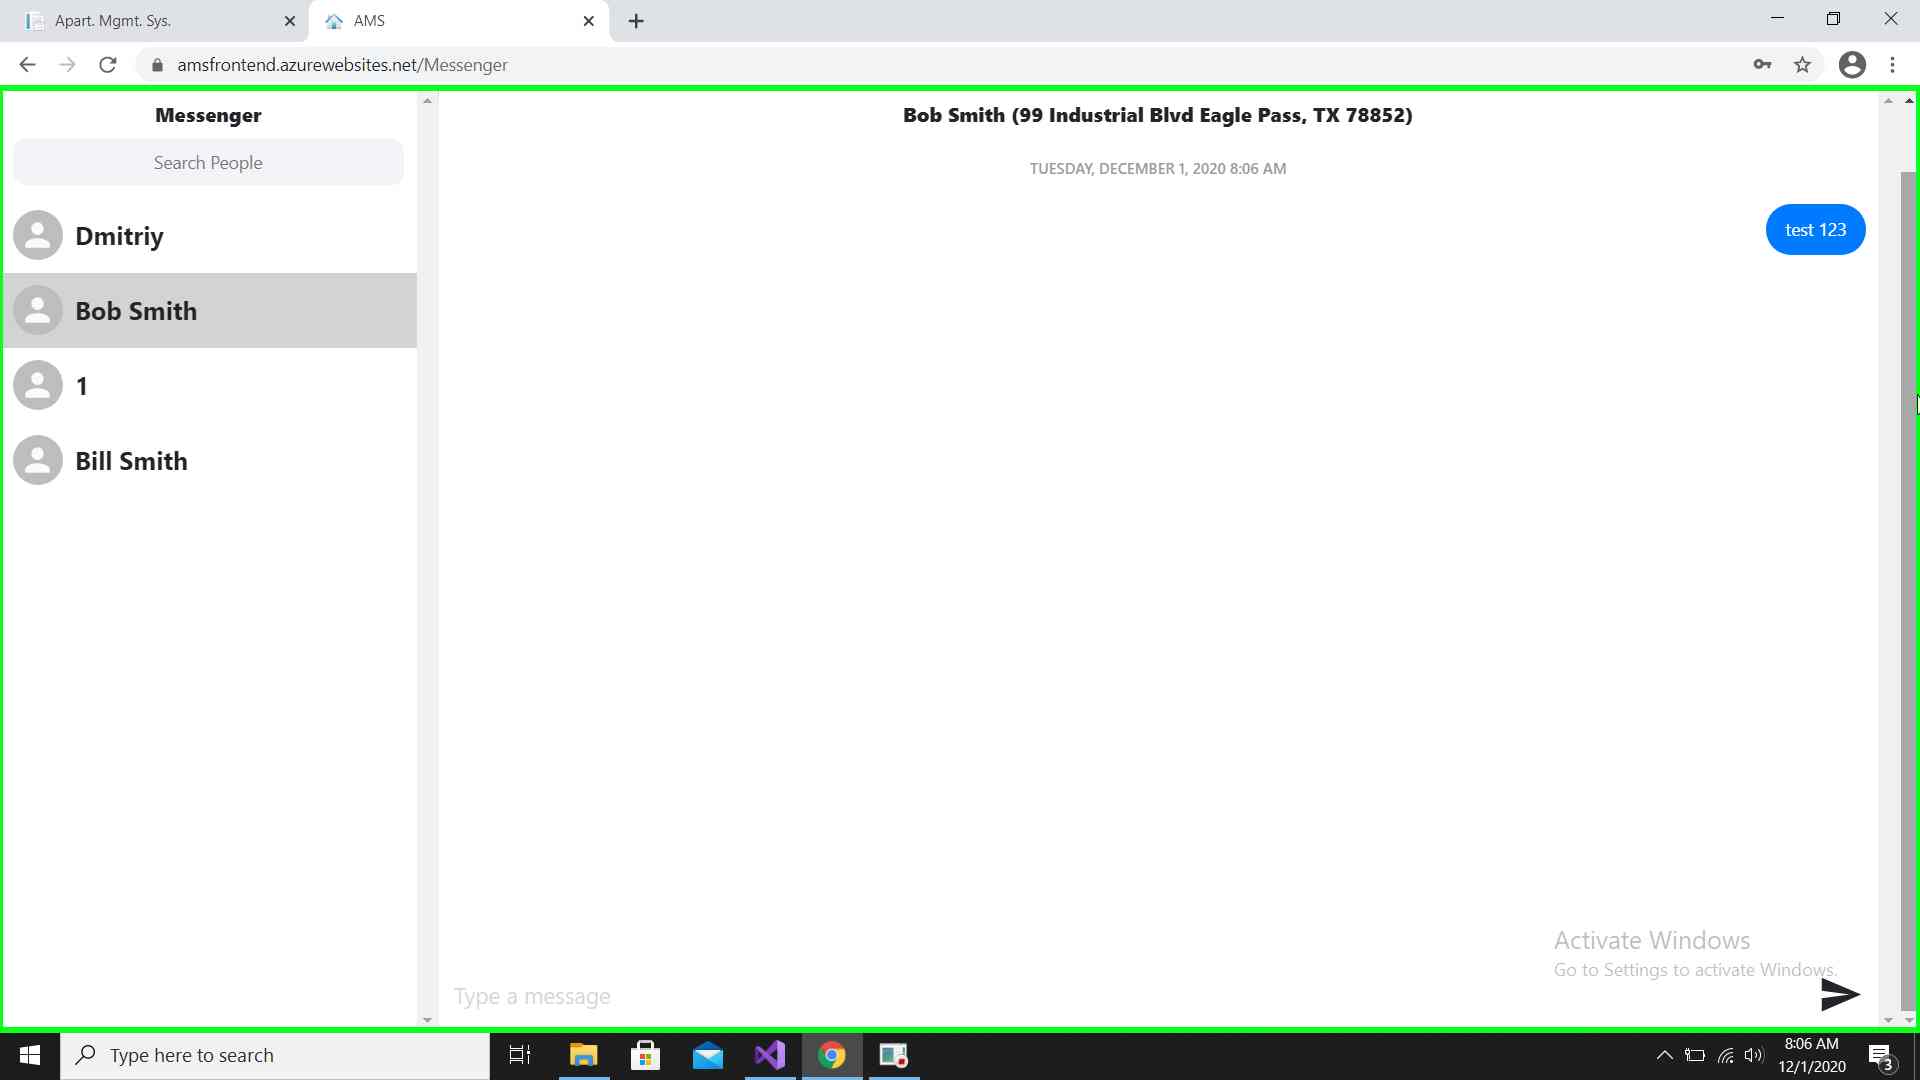 Apart. Mgmt. Sys.
AMS
amsfrontend.azurewebsites.net/Messenger
Messenger
Search People
Dmitriy
Bob Smith
1
Bill Smith
Bob Smith (99 Industrial Blvd Eagle Pass, TX 78852)
TUESDAY, DECEMBER 1, 2020 8:06 AM
test 123
Activate Windows
Go to Settings to activate Windows.
Type a message
Type here to search
8:06 AM
12/1/2020
3